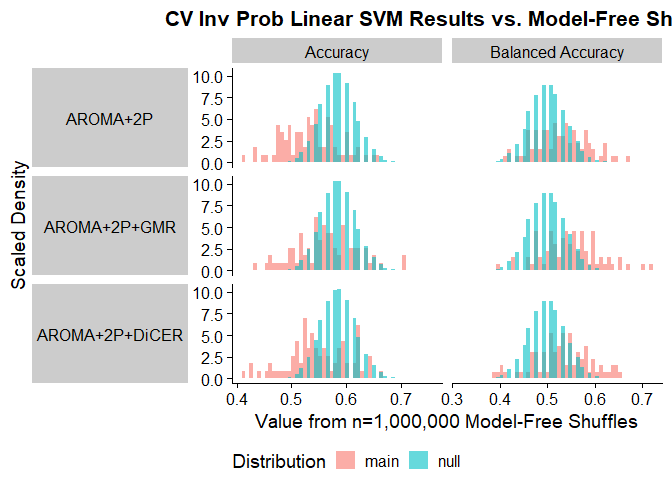 CV Inv Prob Linear SVM Results vs. Model-Free Sh
Accuracy
Balanced Accuracy
Scaled Density
AROMA+2P
10.0
7.5
5.0
2.5
0.0
AROMA+2P+GMR
10.0
7.5
5.0
2.5
0.0
AROMA+2P+DiCER
10.0
7.5
5.0
2.5
0.0
0.4 0.5 0.6 0.7 0.3 0.4 0.5 0.6 0.7
Value from n=1,000,000 Model-Free Shuffles
Distribution main null